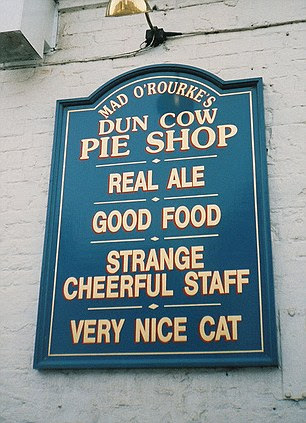 MAD O'ROURKE'S
DUN COW
PIE SHOP
REAL ALE
GOOD FOOD
STRANGE
CHEERFUL STAFF
VERY NICE CAT